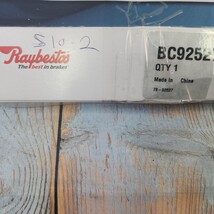 S10-2
Raybestos
The best in brakes
BC9252
QTY 1
Made in China